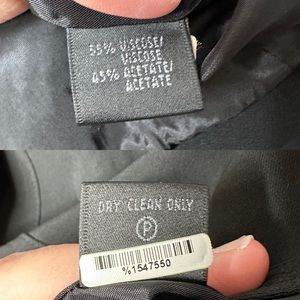 55% VISCOSE/
VISCOSE
45% ACETATE/
ACETATE
DRY CLEAN ONLY
P
%1547550